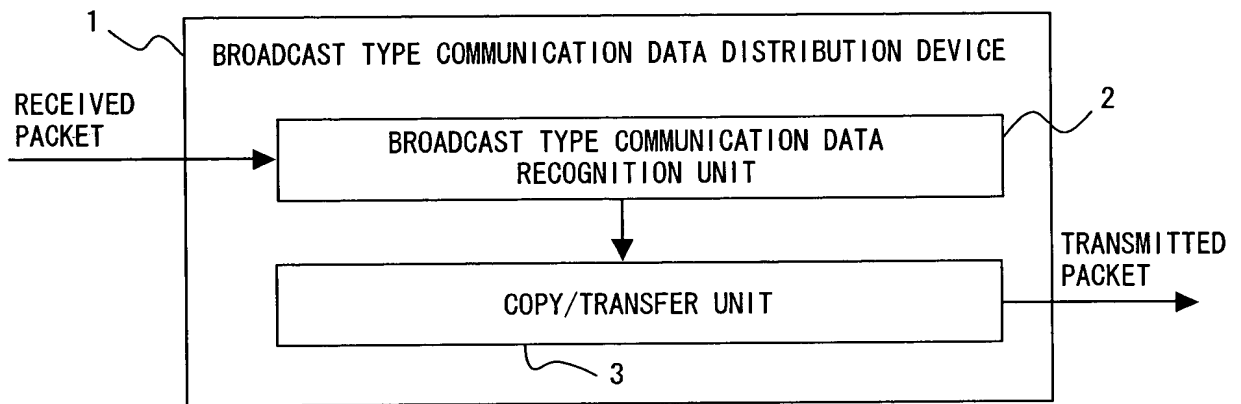 1
BROADCAST TYPE COMMUNICATION DATA DISTRIBUTION DEVICE
RECEIVED
PACKET
2
BROADCAST TYPE COMMUNICATION DATA
RECOGNITION UNIT
TRANSMITTED
PACKET
COPY/TRANSFER UNIT
3